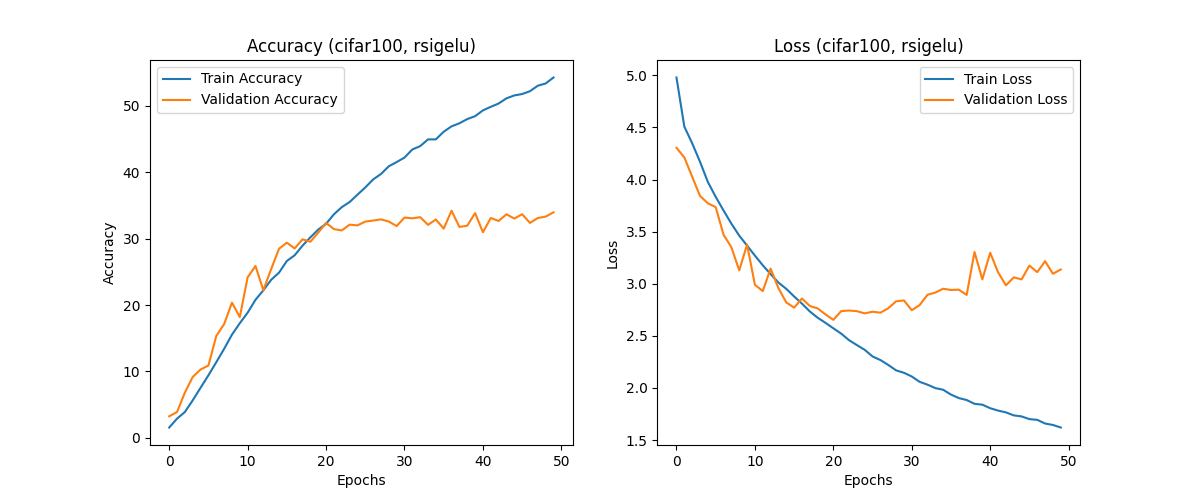 Accuracy (cifar100, rsigelu)
Train Accuracy
Validation Accuracy
Accuracy
50
40
30
20
10
0
0 10 20 30 40 50
Epochs
Loss (cifar100, rsigelu)
Train Loss
Validation Loss
Loss
5.0
4.5
4.0
3.5
3.0
2.5
2.0
1.5
0 10 20 30 40 50
Epochs